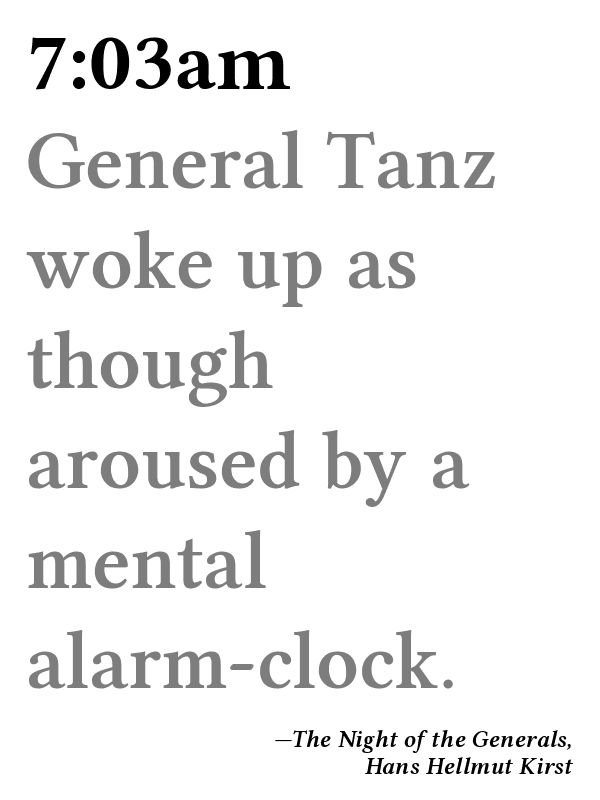 7:03am
General Tanz
woke up as
though
aroused by a
mental
alarm-clock.
—The Night of the Generals,
Hans Hellmut Kirst